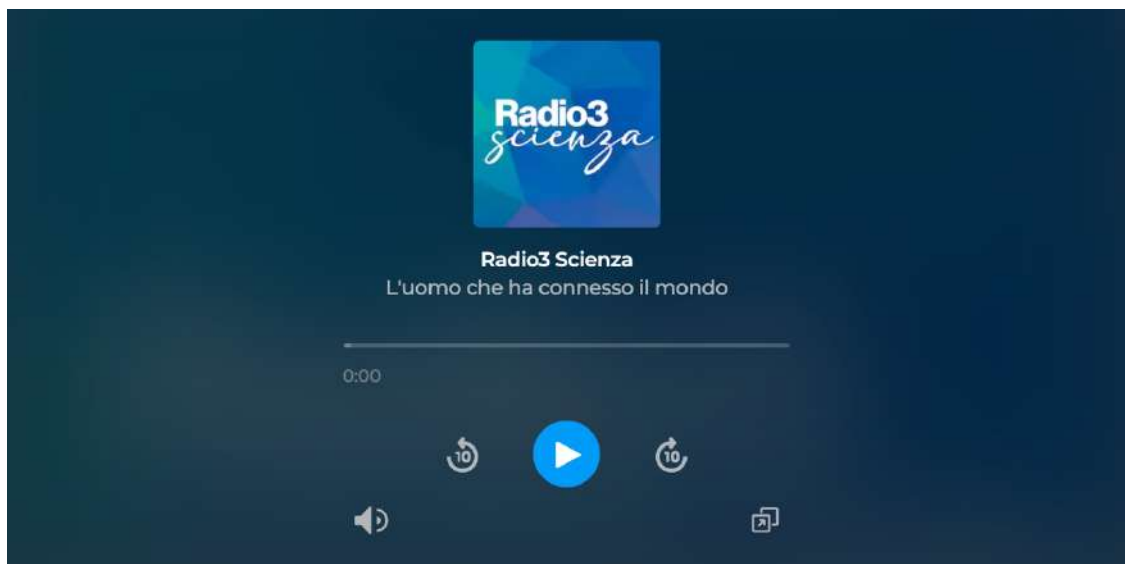 Radio3
scienza
Radio3 Scienza
L'uomo che ha connesso il mondo
0:00
10
10